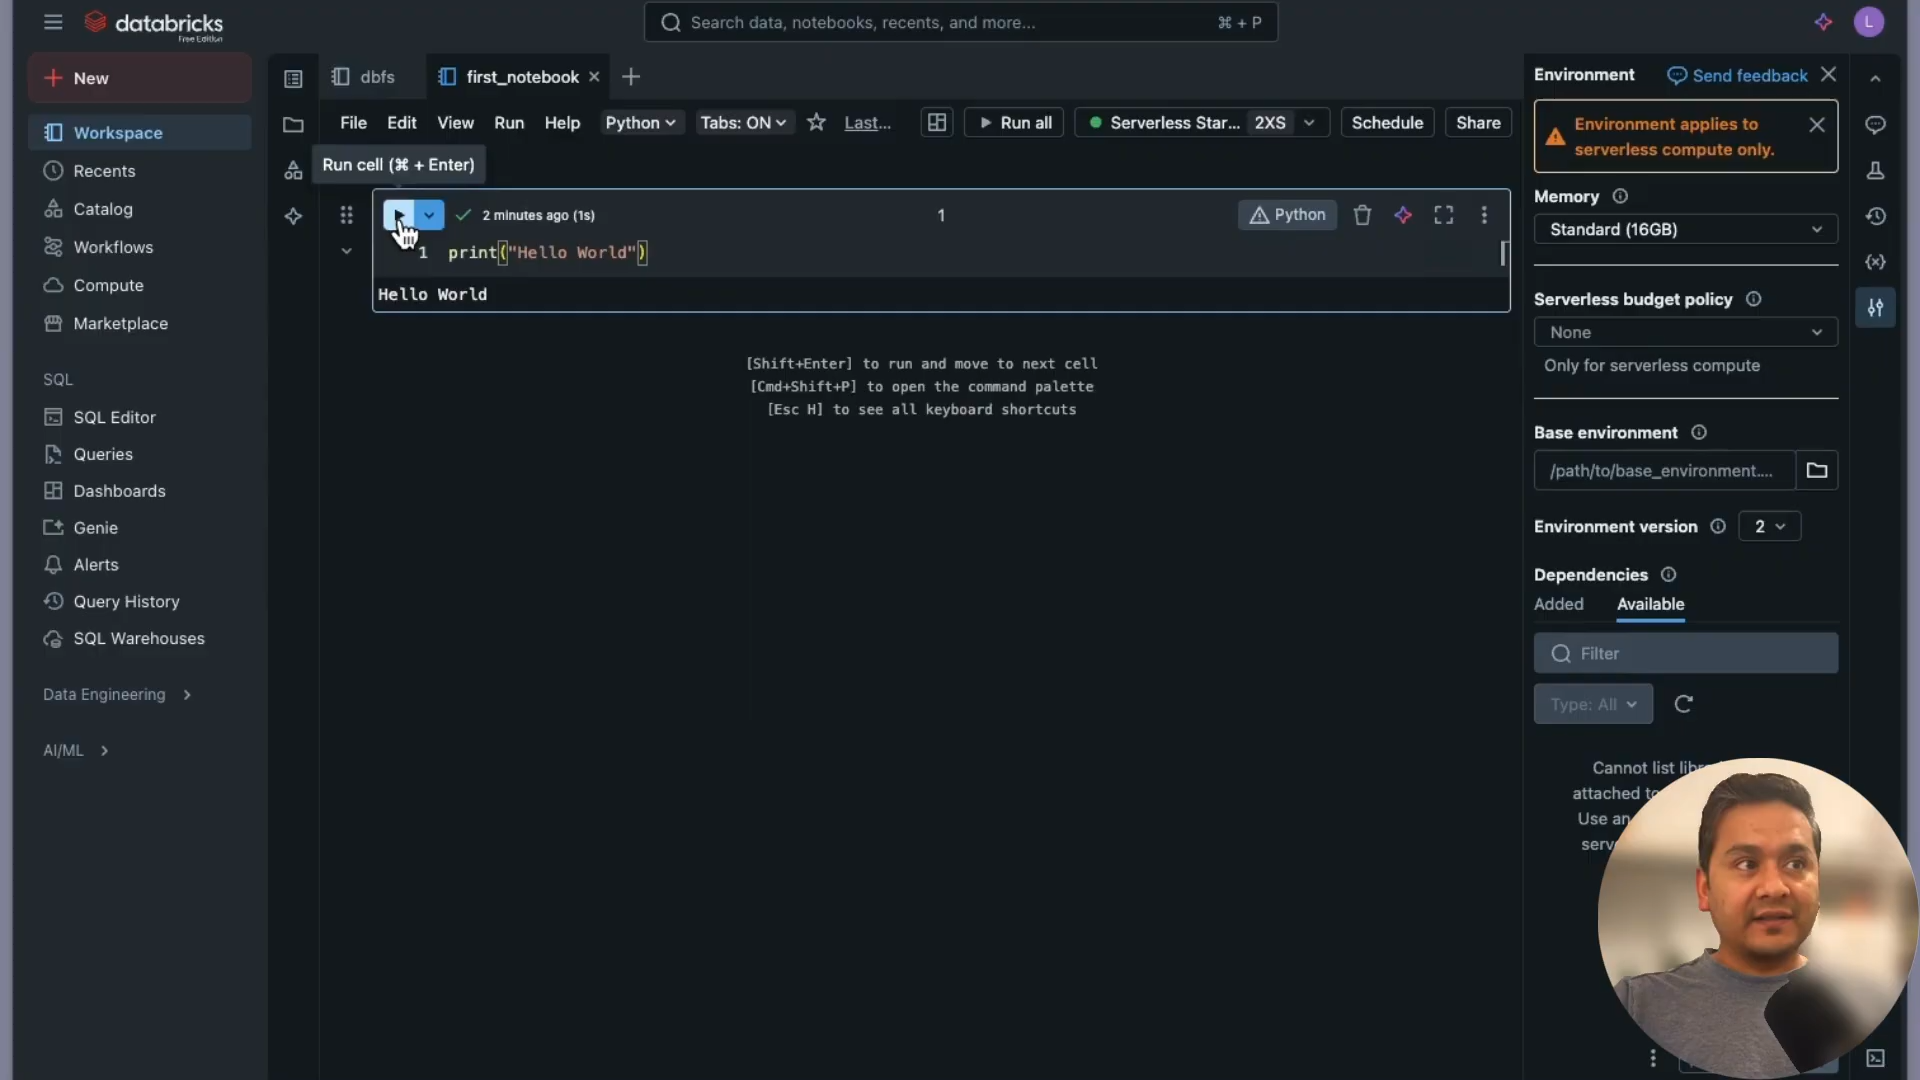 databricks
Free Edition
Search data, notebooks, recents, and more...
⌘ + P
L
New
Workspace
Recents
Catalog
Workflows
Compute
Marketplace
SQL
SQL Editor
Queries
Dashboards
Genie
Alerts
Query History
SQL Warehouses
Data Engineering
AI/ML
dbfs
first_notebook
File Edit View Run Help Python Tabs: ON Last... Run all Serverless Star... 2XS Schedule Share
Run cell (⌘ + Enter)
2 minutes ago (1s)
1
Python
1 print("Hello World")
Hello World
[Shift+Enter] to run and move to next cell
[Cmd+Shift+P] to open the command palette
[Esc H] to see all keyboard shortcuts
Environment
Send feedback
Environment applies to
serverless compute only.
Memory
Standard (16GB)
Serverless budget policy
None
Only for serverless compute
Base environment
/path/to/base_environment....
Environment version
2
Dependencies
Added Available
Filter
Type: All
Cannot list
attached
Use an